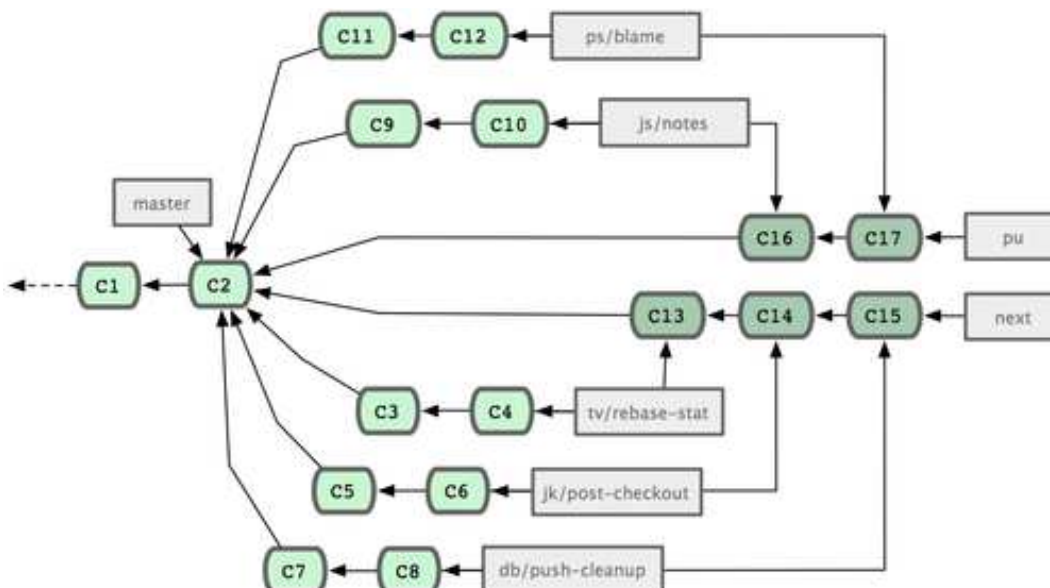 C11
C12
ps/blame
C9
C10
js/notes
master
C16
C17
pu
C1
C2
C13
C14
C15
next
C3
C4
tv/rebase-stat
C5
C6
jk/post-checkout
C7
C8
db/push-cleanup